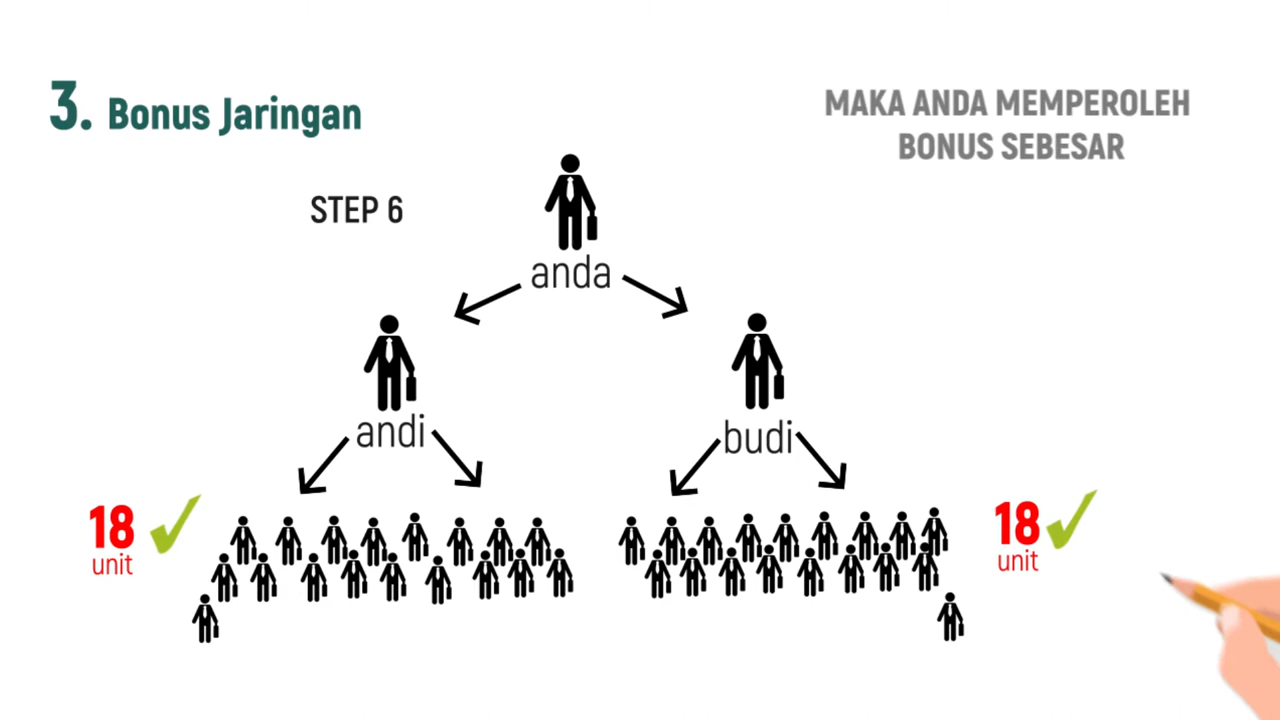 3. Bonus Jaringan
MAKA ANDA MEMPEROLEH
BONUS SEBESAR
STEP 6
anda
andi
budi
18
unit
18
unit